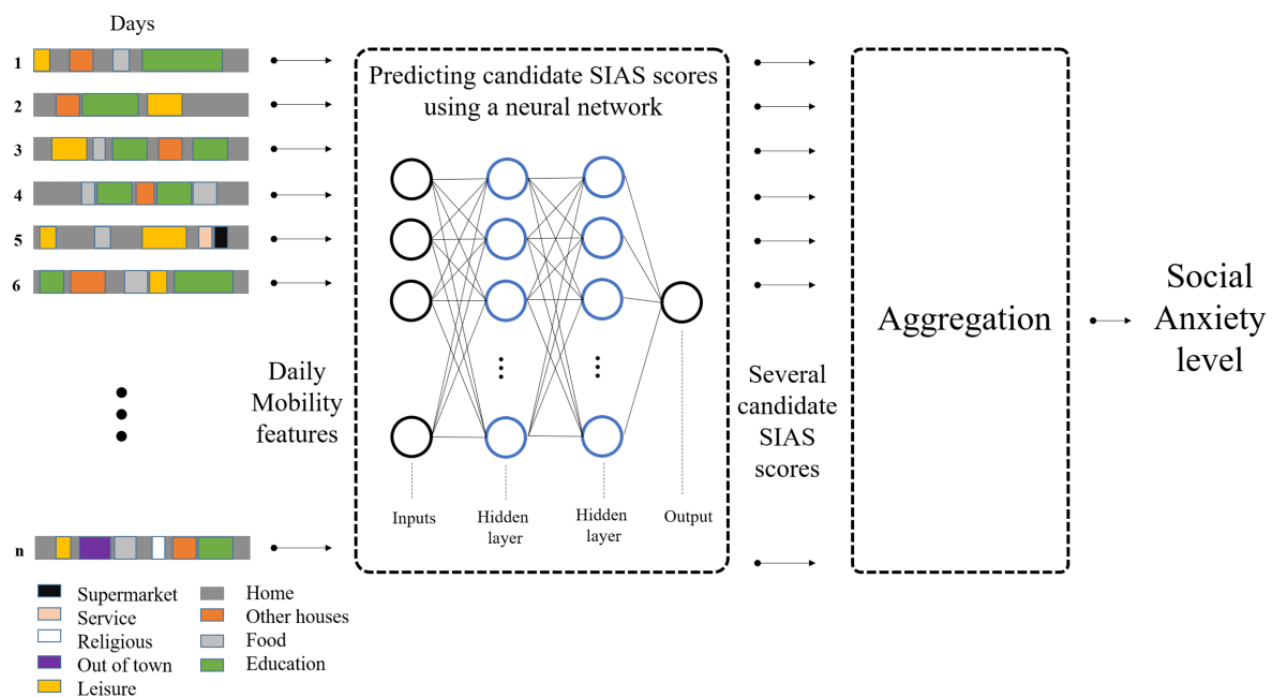 Days
1
2
3
4
5
6
n
Daily
Mobility
features
Predicting candidate SIAS scores
using a neural network
Inputs
Hidden
layer
Hidden
layer
Output
Several
candidate
SIAS
scores
Aggregation
Social
Anxiety
level
Supermarket
Service
Religious
Out of town
Leisure
Home
Other houses
Food
Education